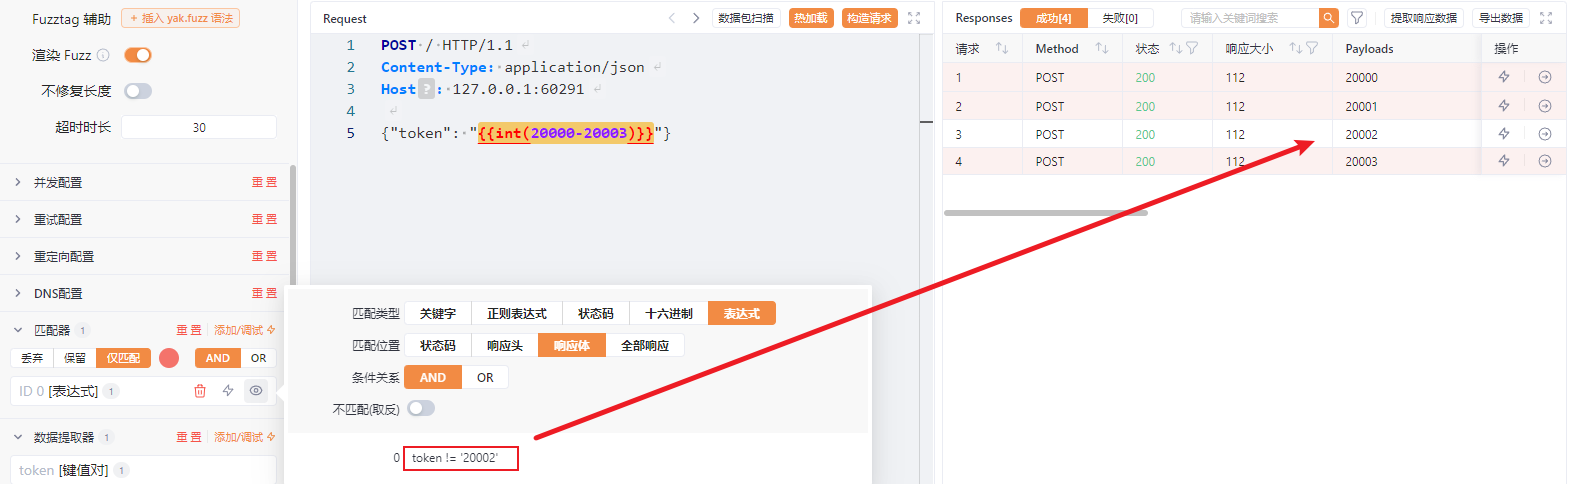 Fuzztag 辅助
+ 插入 yak.fuzz 语法
渲染 Fuzz
不修复长度
超时时长
30
并发配置
重置
重试配置
重置
重定向配置
重置
DNS配置
重置
匹配器 1
重置
添加/调试
丢弃
保留
仅匹配
AND
OR
ID 0 [表达式] 1
数据提取器 1
重置
添加/调试
token [键值对] 1
Request
数据包扫描
热加载
构造请求
1 POST / HTTP/1.1
2 Content-Type: application/json
3 Host ? : 127.0.0.1:60291
4
5 {"token": "{{int(20000-20003)}}"}
匹配类型
关键字
正则表达式
状态码
十六进制
表达式
匹配位置
状态码
响应头
响应体
全部响应
条件关系
AND
OR
不匹配(取反)
0
token != '20002'
Responses
成功[4]
失败[0]
请输入关键词搜索
提取响应数据
导出数据
请求 Method 状态 响应大小 Payloads 操作
1 POST 200 112 20000
2 POST 200 112 20001
3 POST 200 112 20002
4 POST 200 112 20003